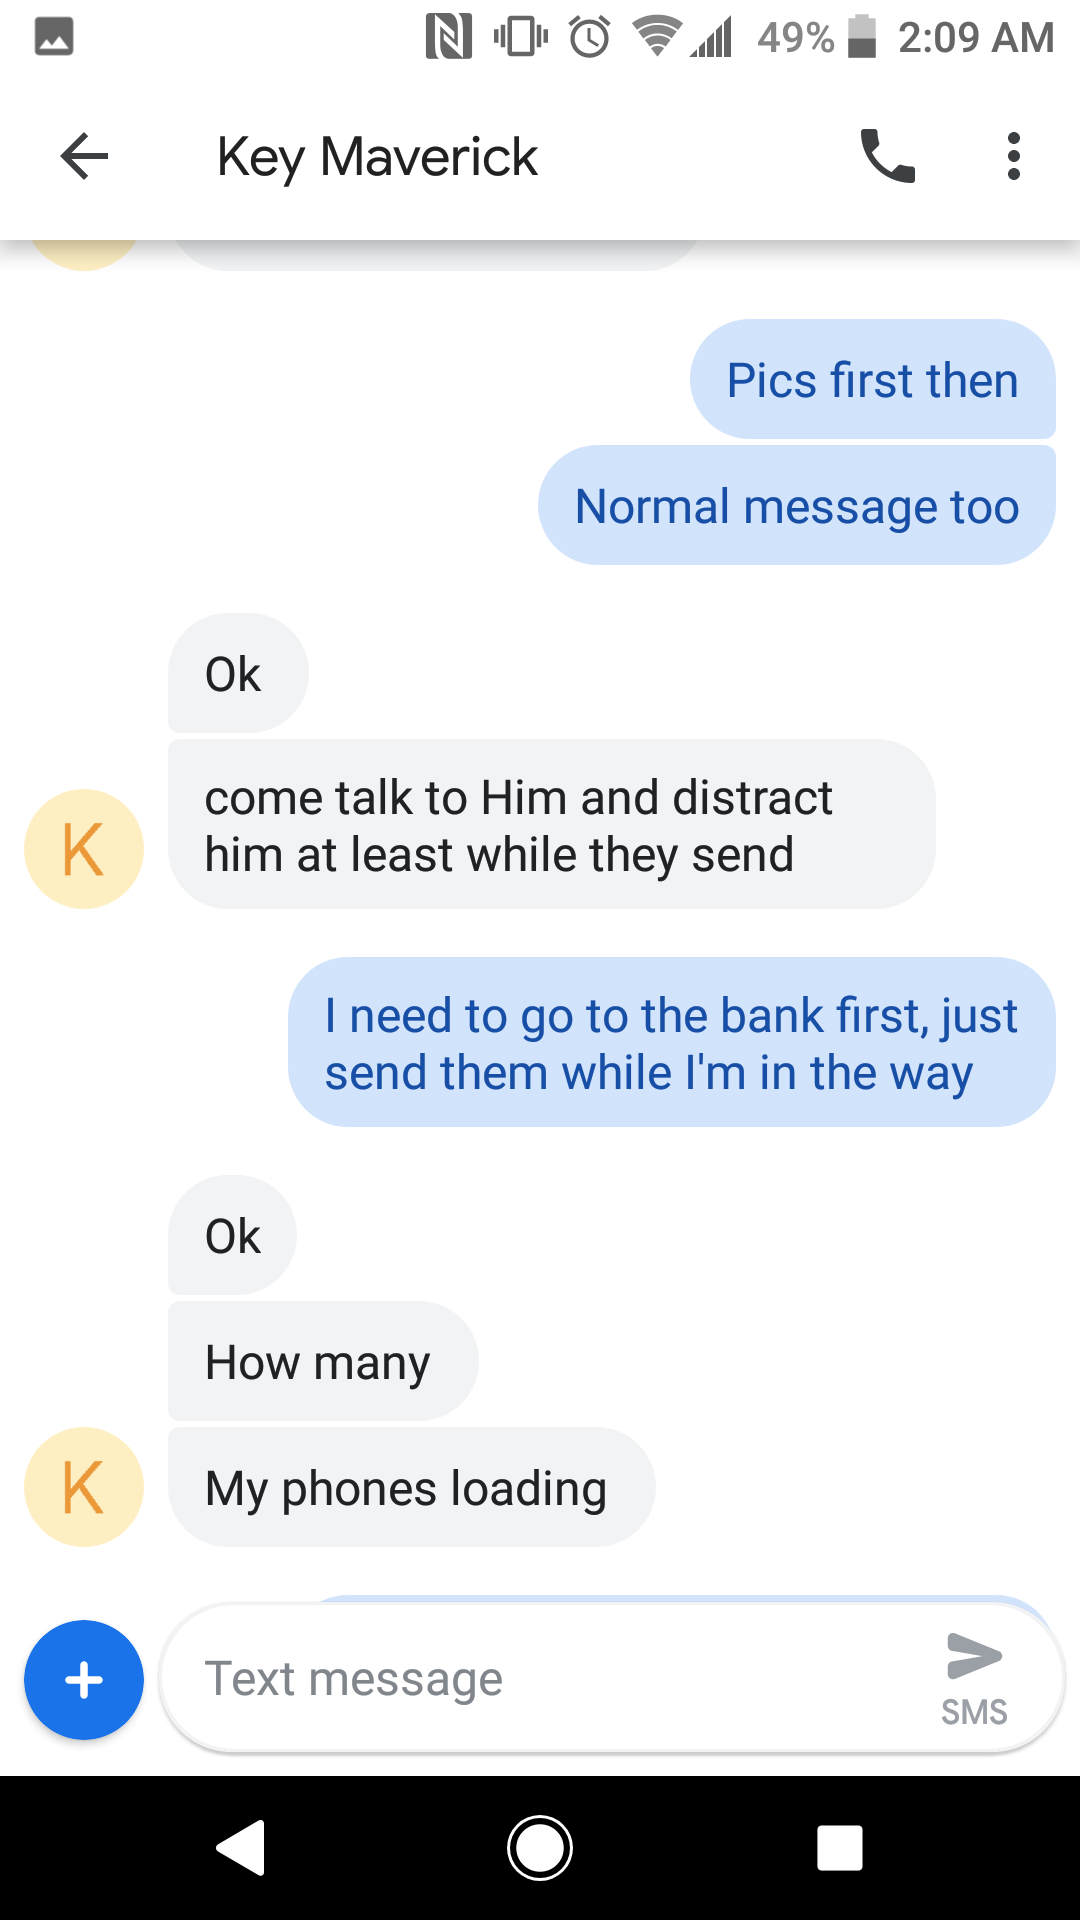 49% 2:09 AM
Key Maverick
Pics first then
Normal message too
Ok
come talk to Him and distract
him at least while they send
K
I need to go to the bank first, just
send them while I'm in the way
Ok
How many
My phones loading
K
Text message
SMS